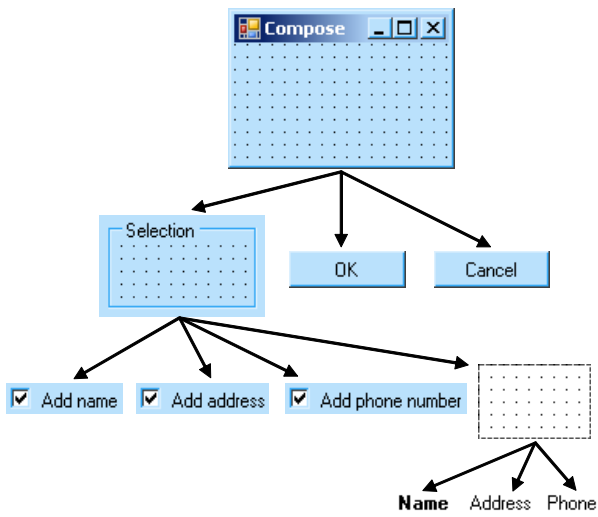 Compose
Selection
OK
Cancel
Add name
Add address
Add phone number
Name
Address
Phone